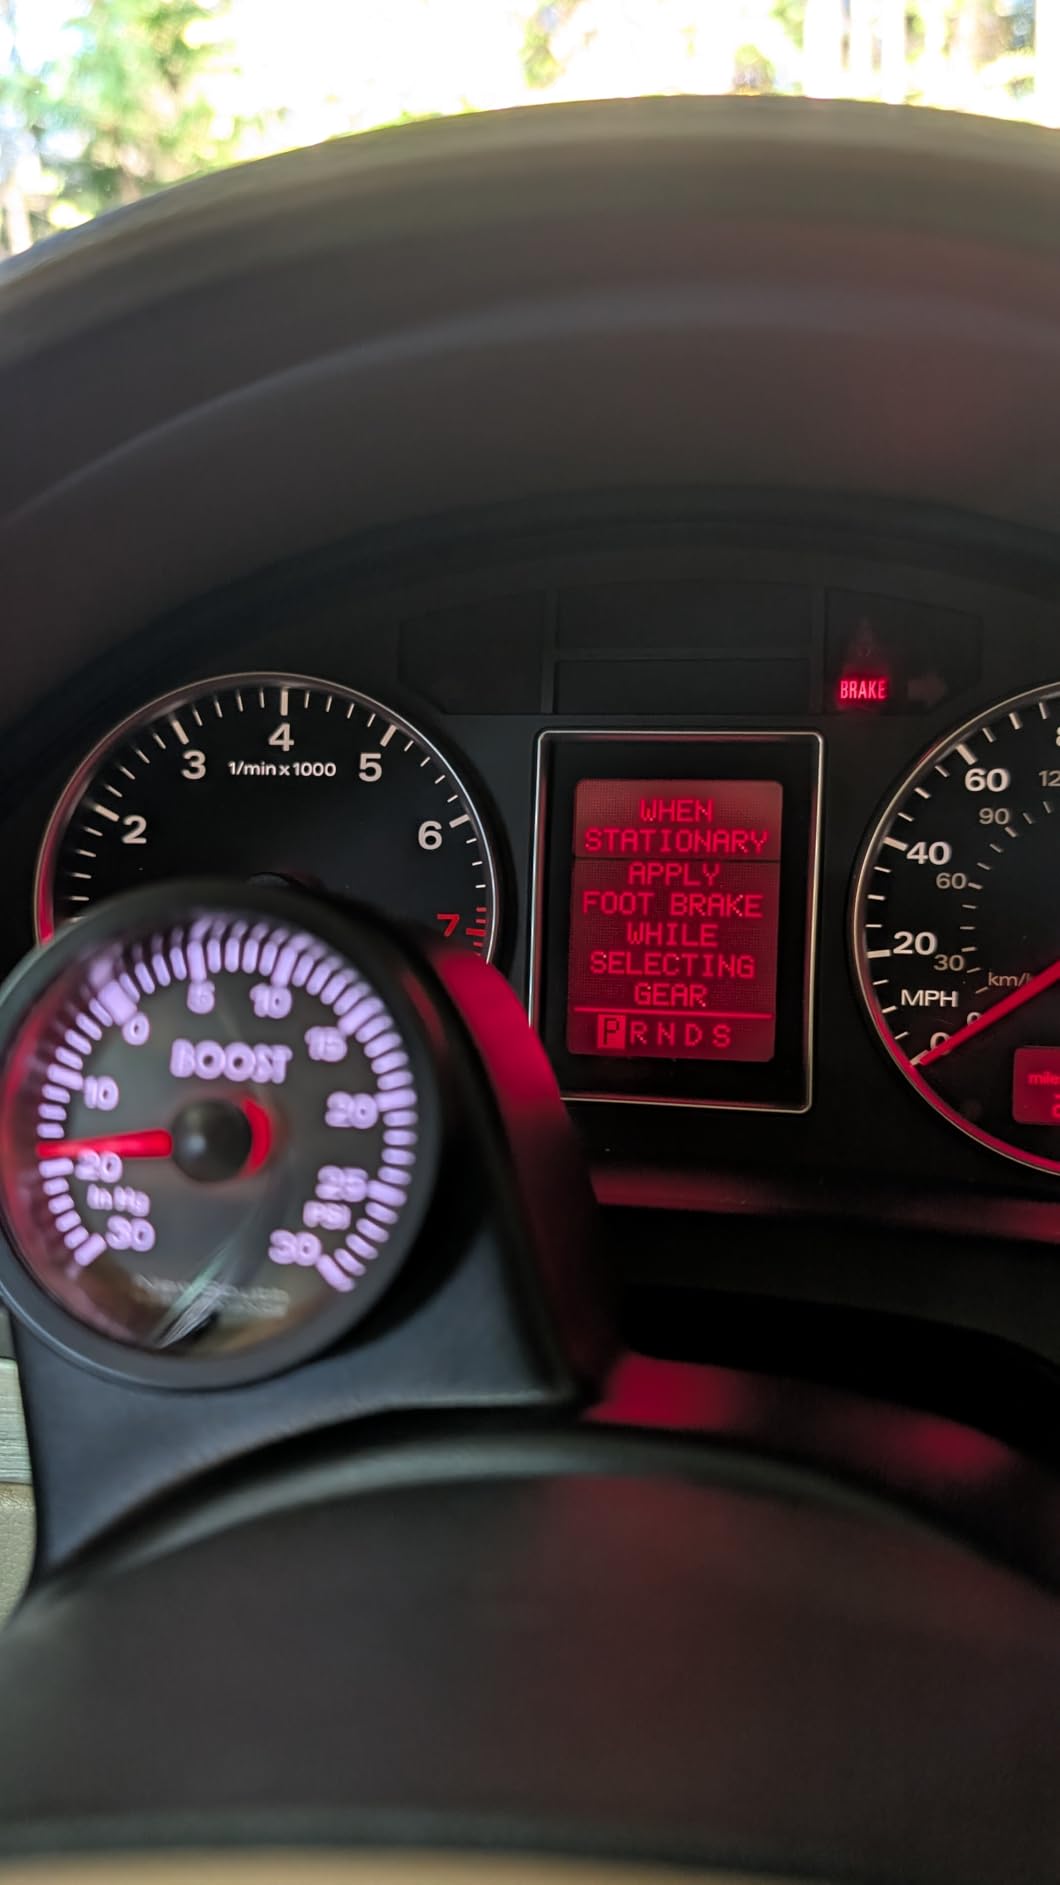 BRAKE
4
3
5
1/min x 1000
2
6
7
WHEN
STATIONARY
APPLY
FOOT BRAKE
WHILE
SELECTING
GEAR
P R N D S
60
90
40
60
20
30
km/
MPH
0
0
5
10
0
15
BOOST
10
20
20
25
In Hg
PSI
30
30